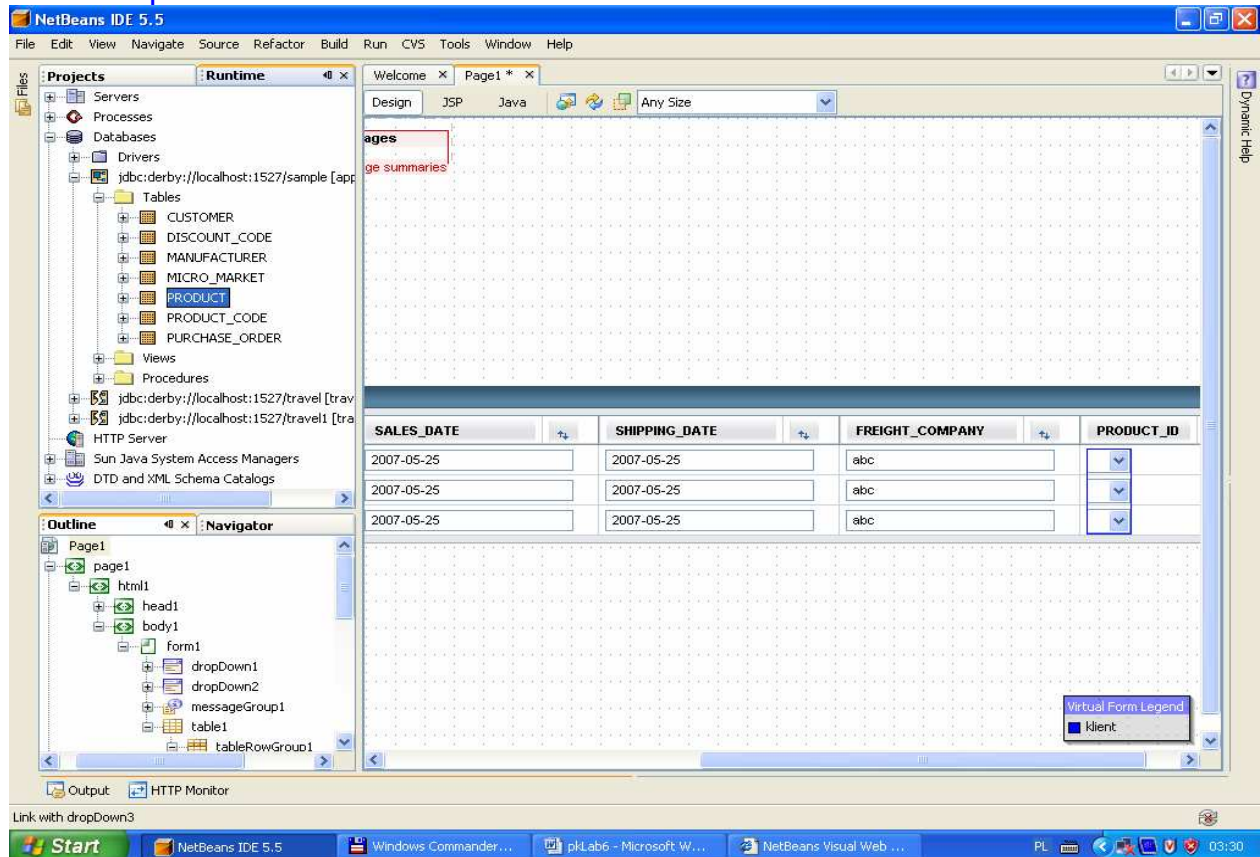 NetBeans IDE 5.5
File Edit View Navigate Source Refactor Build Run CVS Tools Window Help
Files
Projects Runtime
Servers
Processes
Databases
Drivers
jdbc:derby://localhost:1527/sample [app
Tables
CUSTOMER
DISCOUNT_CODE
MANUFACTURER
MICRO_MARKET
PRODUCT
PRODUCT_CODE
PURCHASE_ORDER
Views
Procedures
jdbc:derby://localhost:1527/travel [trav
jdbc:derby://localhost:1527/travel1 [tra
HTTP Server
Sun Java System Access Managers
DTD and XML Schema Catalogs
Outline Navigator
Page1
page1
html1
head1
body1
form1
dropDown1
dropDown2
messageGroup1
table1
tableRowGroup1
Welcome Page1 *
Design JSP Java Any Size
ages
ge summaries
SALES_DATE SHIPPING_DATE FREIGHT_COMPANY PRODUCT_ID
2007-05-25 2007-05-25 abc
2007-05-25 2007-05-25 abc
2007-05-25 2007-05-25 abc
Virtual Form Legend
klient
Dynamic Help
Output HTTP Monitor
Link with dropDown3
Start NetBeans IDE 5.5 Windows Commander... pkLab6 - Microsoft W... NetBeans Visual Web ... PL 03:30